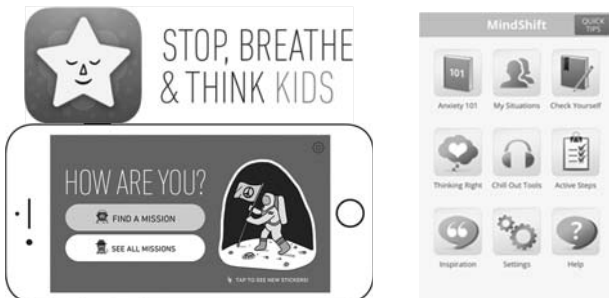 STOP, BREATHE
& THINK KIDS
HOW ARE YOU?
FIND A MISSION
SEE ALL MISSIONS
TAP TO SEE NEW STICKERS!
MindShift
QUICK
TIPS
101
Anxiety 101
My Situations
Check Yourself
Thinking Right
Chill Out Tools
Active Steps
Inspiration
Settings
Help